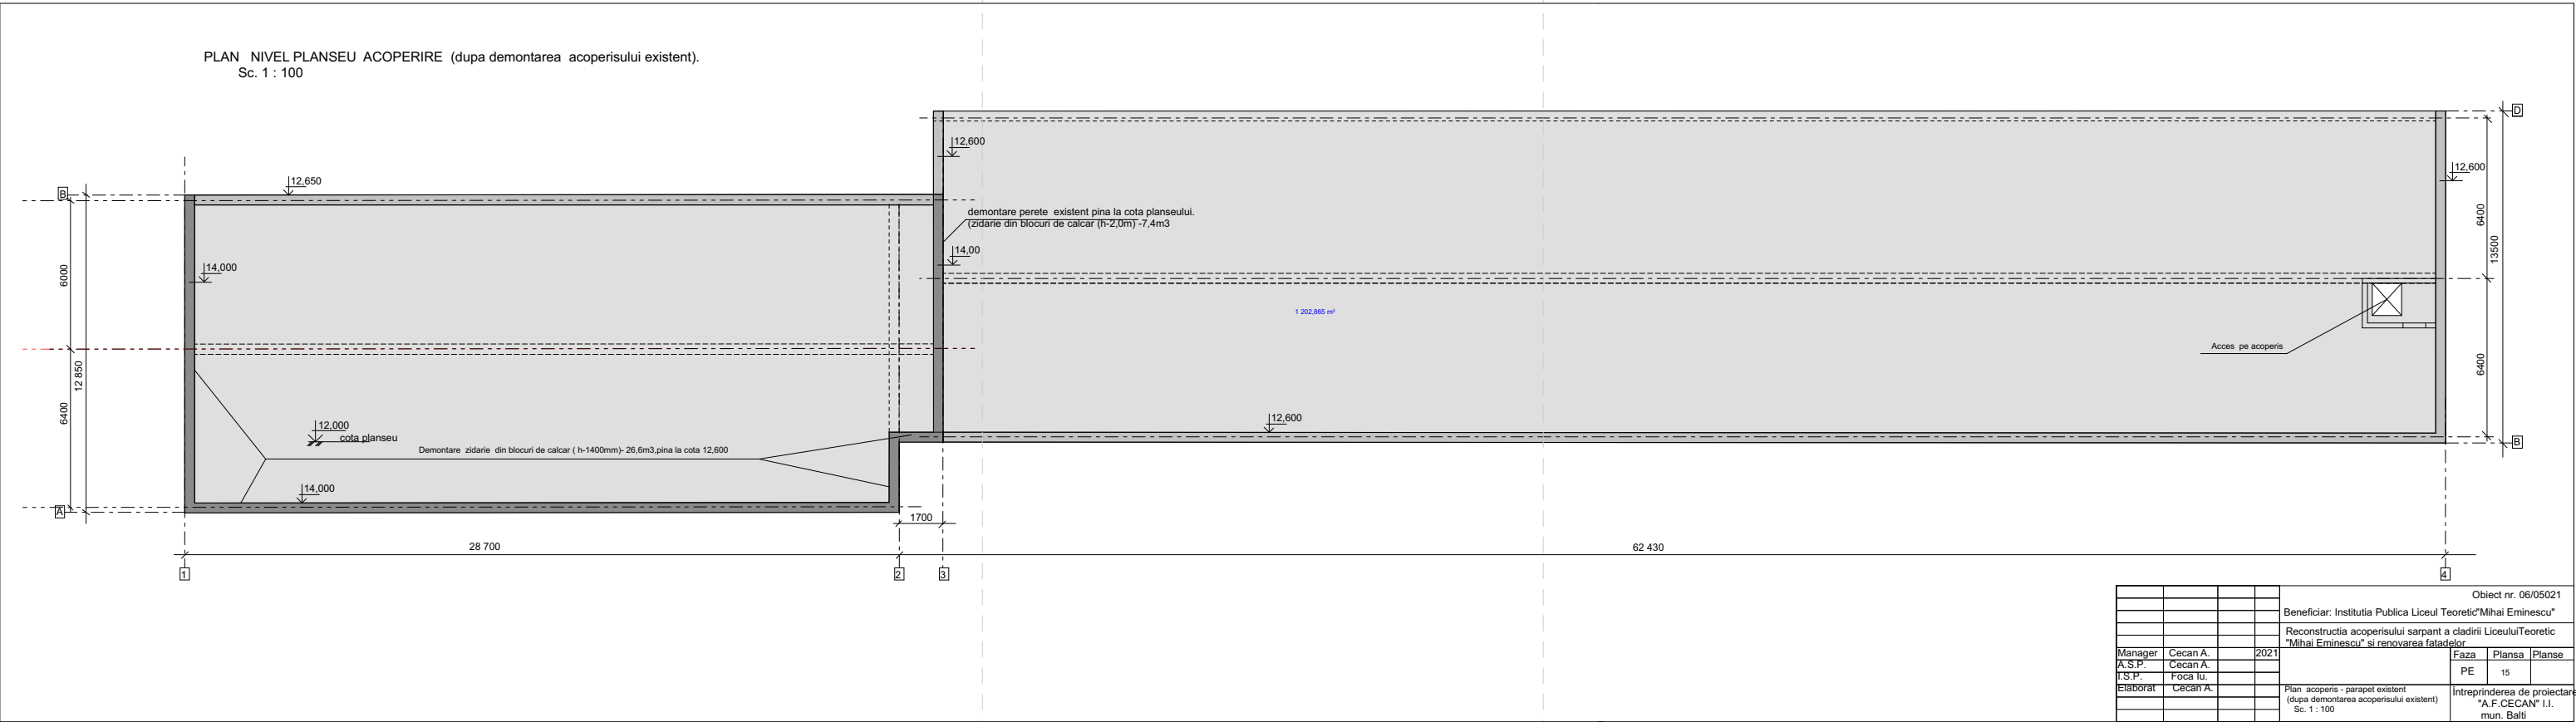 PLAN NIVEL PLANSEU ACOPERIRE (dupa demontarea acoperisului existent).
Sc. 1 : 100
D
12,600
12,600
12,650
B
demontare perete existent pina la cota planseului.
(zidarie din blocuri de calcar (h-2,0m) -7,4m3
6400
13500
14,00
14,000
6000
1 202,865 m²
Acces pe acoperis
12 850
6400
6400
12,600
12,000
cota planseu
Demontare zidarie din blocuri de calcar ( h-1400mm)- 26,6m3,pina la cota 12,600
B
14,000
A
1700
28 700
62 430
1
2
3
4
Obiect nr. 06/05021
Beneficiar: Institutia Publica Liceul Teoretic"Mihai Eminescu"
Reconstructia acoperisului sarpant a cladirii LiceuluiTeoretic
"Mihai Eminescu" si renovarea fatadelor
Manager Cecan A. 2021
Faza Plansa Planse
A.S.P. Cecan A.
PE 15
I.S.P. Foca Iu.
Elaborat Cecan A.
Plan acoperis - parapet existent
(dupa demontarea acoperisului existent)
Sc. 1 : 100
Întreprinderea de proiectare
"A.F.CECAN" I.I.
mun. Balti